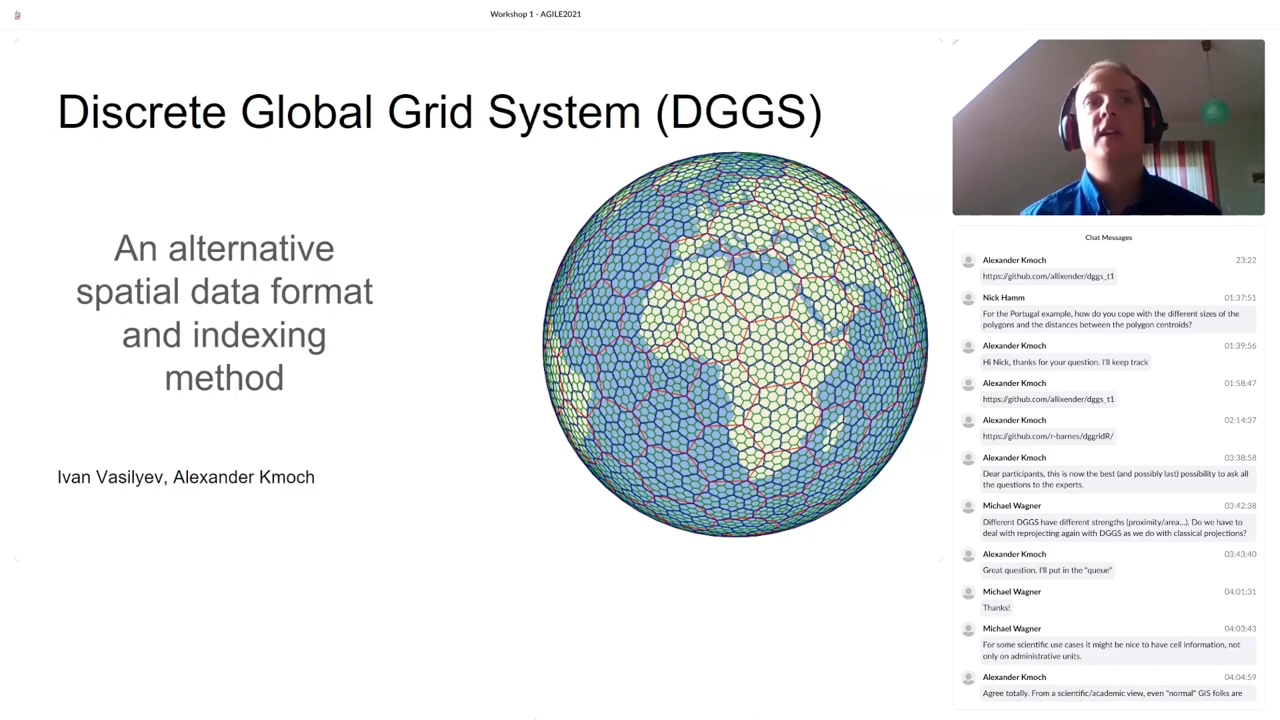 Workshop 1 - AGILE2021
Discrete Global Grid System (DGGS)
An alternative
spatial data format
and indexing
method
Ivan Vasilyev, Alexander Kmoch
Chat Messages
Alexander Kmoch 23:22
https://github.com/allixender/dggs_t1
Nick Hamm 01:37:51
For the Portugal example, how do you cope with the different sizes of the
polygons and the distances between the polygon centroids?
Alexander Kmoch 01:39:56
Hi Nick, thanks for your question. I'll keep track
Alexander Kmoch 01:58:47
https://github.com/allixender/dggs_t1
Alexander Kmoch 02:14:37
https://github.com/r-barnes/dggridR/
Alexander Kmoch 03:38:58
Dear participants, this is now the best (and possibly last) possibility to ask all
the questions to the experts.
Michael Wagner 03:42:38
Different DGGS have different strengths (proximity/area...). Do we have to
deal with reprojecting again with DGGS as we do with classical projections?
Alexander Kmoch 03:43:40
Great question. I'll put in the "queue"
Michael Wagner 04:01:31
Thanks!
Michael Wagner 04:03:43
For some scientific use cases it might be nice to have cell information, not
only on administrative units.
Alexander Kmoch 04:04:59
Agree totally. From a scientific/academic view, even "normal" GIS folks are